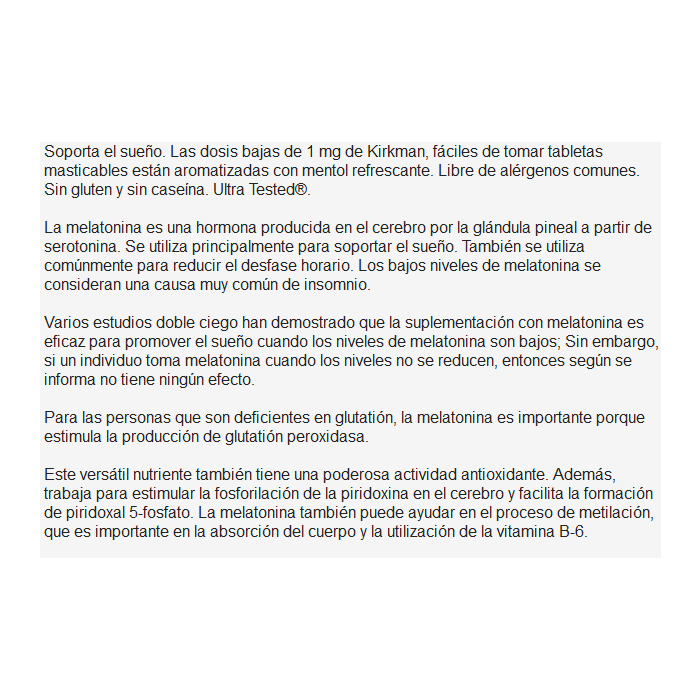 Soporta el sueño. Las dosis bajas de 1 mg de Kirkman, fáciles de tomar tabletas
masticables están aromatizadas con mentol refrescante. Libre de alérgenos comunes.
Sin gluten y sin caseína. Ultra Tested®.
La melatonina es una hormona producida en el cerebro por la glándula pineal a partir de
serotonina. Se utiliza principalmente para soportar el sueño. También se utiliza
comúnmente para reducir el desfase horario. Los bajos niveles de melatonina se
consideran una causa muy común de insomnio.
Varios estudios doble ciego han demostrado que la suplementación con melatonina es
eficaz para promover el sueño cuando los niveles de melatonina son bajos; Sin embargo,
si un individuo toma melatonina cuando los niveles no se reducen, entonces según se
informa no tiene ningún efecto.
Para las personas que son deficientes en glutatión, la melatonina es importante porque
estimula la producción de glutatión peroxidasa.
Este versátil nutriente también tiene una poderosa actividad antioxidante. Además,
trabaja para estimular la fosforilación de la piridoxina en el cerebro y facilita la formación
de piridoxal 5-fosfato. La melatonina también puede ayudar en el proceso de metilación,
que es importante en la absorción del cuerpo y la utilización de la vitamina B-6.